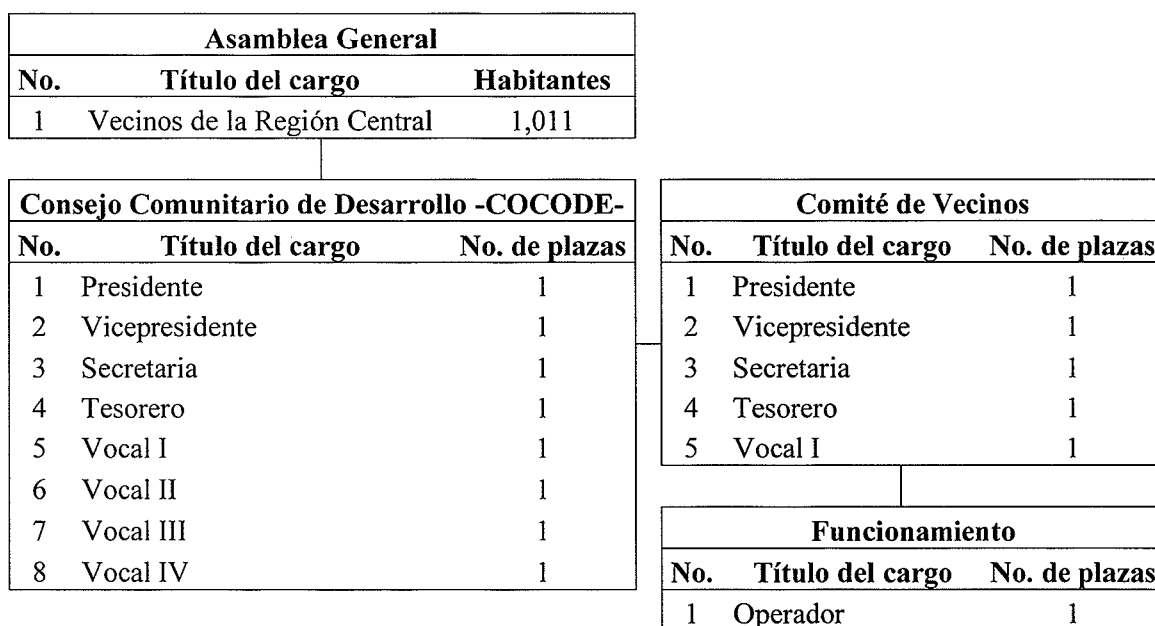 Asamblea General
No. Título del cargo Habitantes
1 Vecinos de la Región Central 1,011
Consejo Comunitario de Desarrollo -COCODE-
No. Título del cargo No. de plazas
1 Presidente 1
2 Vicepresidente 1
3 Secretaria 1
4 Tesorero 1
5 Vocal I 1
6 Vocal II 1
7 Vocal III 1
8 Vocal IV 1
Comité de Vecinos
No. Título del cargo No. de plazas
1 Presidente 1
2 Vicepresidente 1
3 Secretaria 1
4 Tesorero 1
5 Vocal I 1
Funcionamiento
No. Título del cargo No. de plazas
1 Operador 1